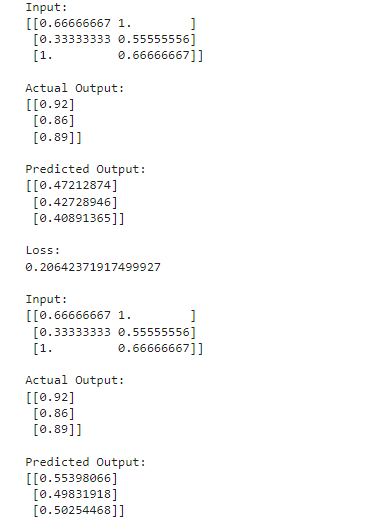 Input:
[[0.66666667 1.        ]
 [0.33333333 0.55555556]
 [1.         0.66666667]]
Actual Output:
[[0.92]
 [0.86]
 [0.89]]
Predicted Output:
[[0.47212874]
 [0.42728946]
 [0.40891365]]
Loss:
0.20642371917499927
Input:
[[0.66666667 1.        ]
 [0.33333333 0.55555556]
 [1.         0.66666667]]
Actual Output:
[[0.92]
 [0.86]
 [0.89]]
Predicted Output:
[[0.55398066]
 [0.49831918]
 [0.50254468]]